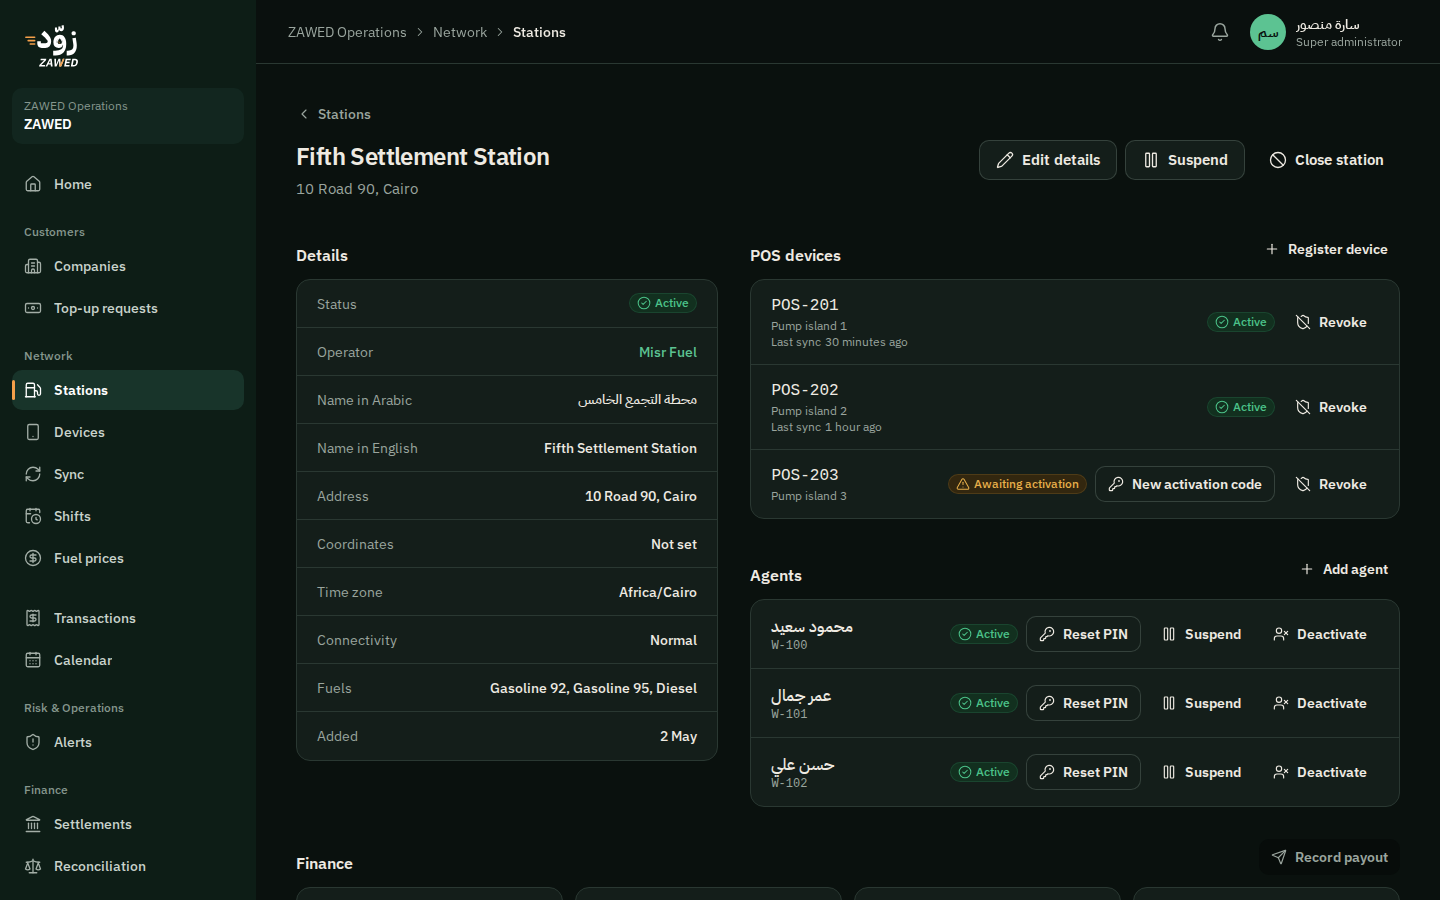 زوّد
ZAWED
ZAWED Operations
ZAWED
Home
Customers
Companies
Top-up requests
Network
Stations
Devices
Sync
Shifts
Fuel prices
Transactions
Calendar
Risk & Operations
Alerts
Finance
Settlements
Reconciliation
ZAWED Operations > Network > Stations
سم
سارة منصور
Super administrator
Stations
Fifth Settlement Station
10 Road 90, Cairo
Edit details
Suspend
Close station
Details
Status Active
Operator Misr Fuel
Name in Arabic محطة التجمع الخامس
Name in English Fifth Settlement Station
Address 10 Road 90, Cairo
Coordinates Not set
Time zone Africa/Cairo
Connectivity Normal
Fuels Gasoline 92, Gasoline 95, Diesel
Added 2 May
POS devices
Register device
POS-201
Pump island 1
Last sync 30 minutes ago
Active Revoke
POS-202
Pump island 2
Last sync 1 hour ago
Active Revoke
POS-203
Pump island 3
Awaiting activation New activation code Revoke
Agents
Add agent
محمود سعيد
W-100
Active Reset PIN Suspend Deactivate
عمر جمال
W-101
Active Reset PIN Suspend Deactivate
حسن علي
W-102
Active Reset PIN Suspend Deactivate
Finance
Record payout